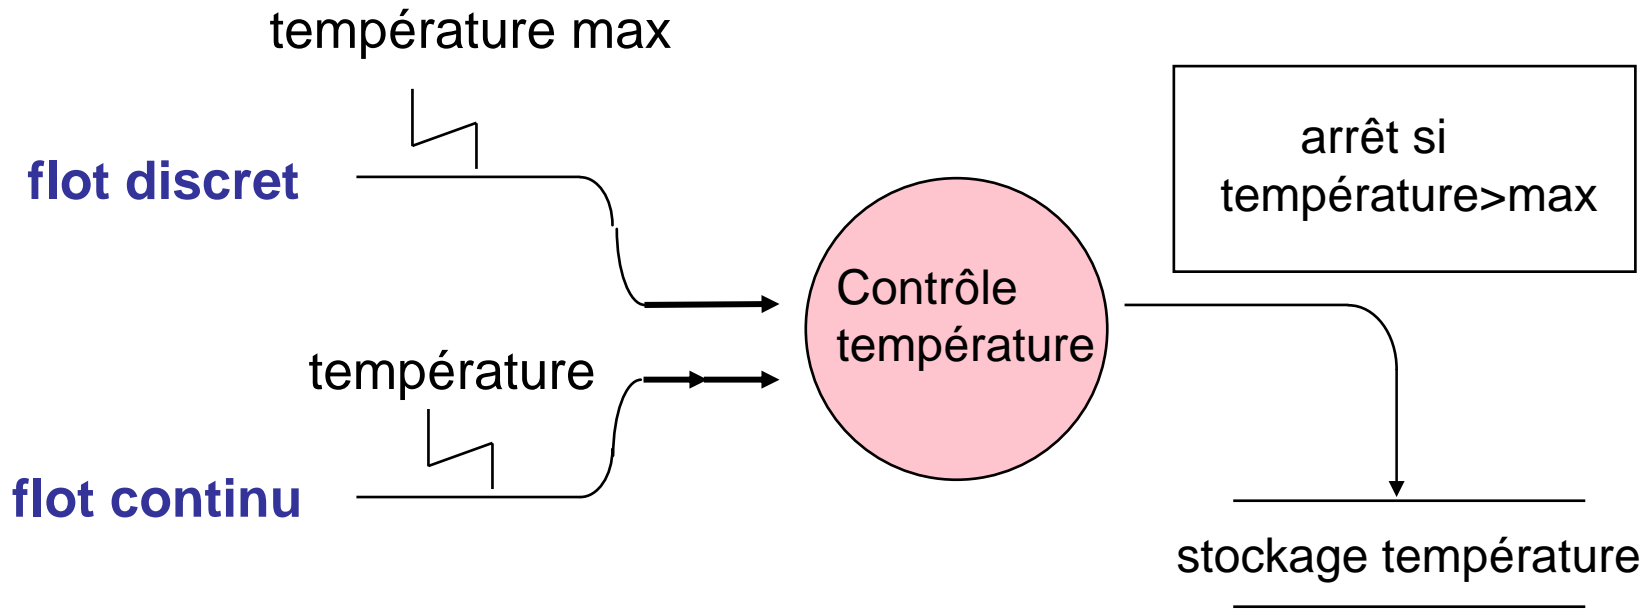 température max
flot discret
température
flot continu
Contrôle
température
arrêt si
température>max
stockage température